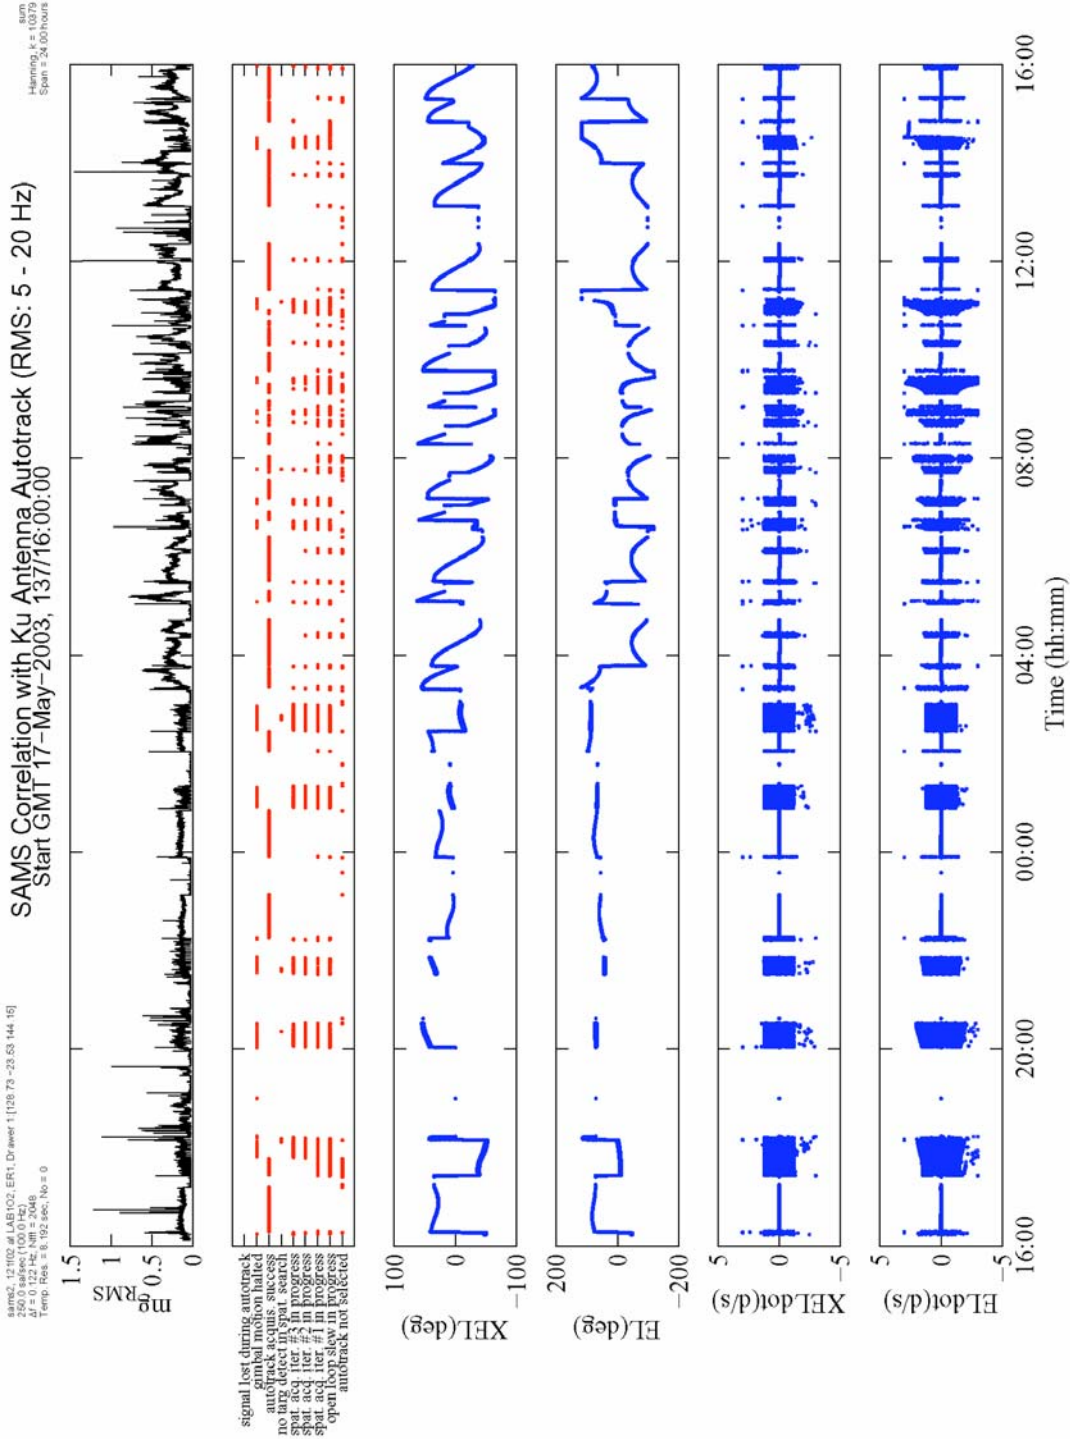 sams2, 121f02 at LAB1O2, ER1, Drawer 1 [128.73 -23.53 144.15]
250.0 sa/sec (100.0 Hz)
Δf = 0.122 Hz, Nfft = 2048
Temp. Res. = 8.192 sec, No = 0
SAMS Correlation with Ku Antenna Autotrack (RMS: 5 - 20 Hz)
Start GMT 17-May-2003, 137/16:00:00
sum
Hanning, k = 10379
Span = 24.00 hours
1.5
1
0.5
0
mg RMS
signal lost during autotrack
gimbal motion halted
autotrack acquis. success
no targ detect in spat. search
spat. acq. iter. #3 in progress
spat. acq. iter. #2 in progress
spat. acq. iter. #1 in progress
open loop slew in progress
autotrack not selected
100
0
-100
XEL(deg)
200
0
-200
EL(deg)
5
0
-5
XELdot(d/s)
5
0
-5
ELdot(d/s)
16:00
20:00
00:00
04:00
08:00
12:00
16:00
Time (hh:mm)